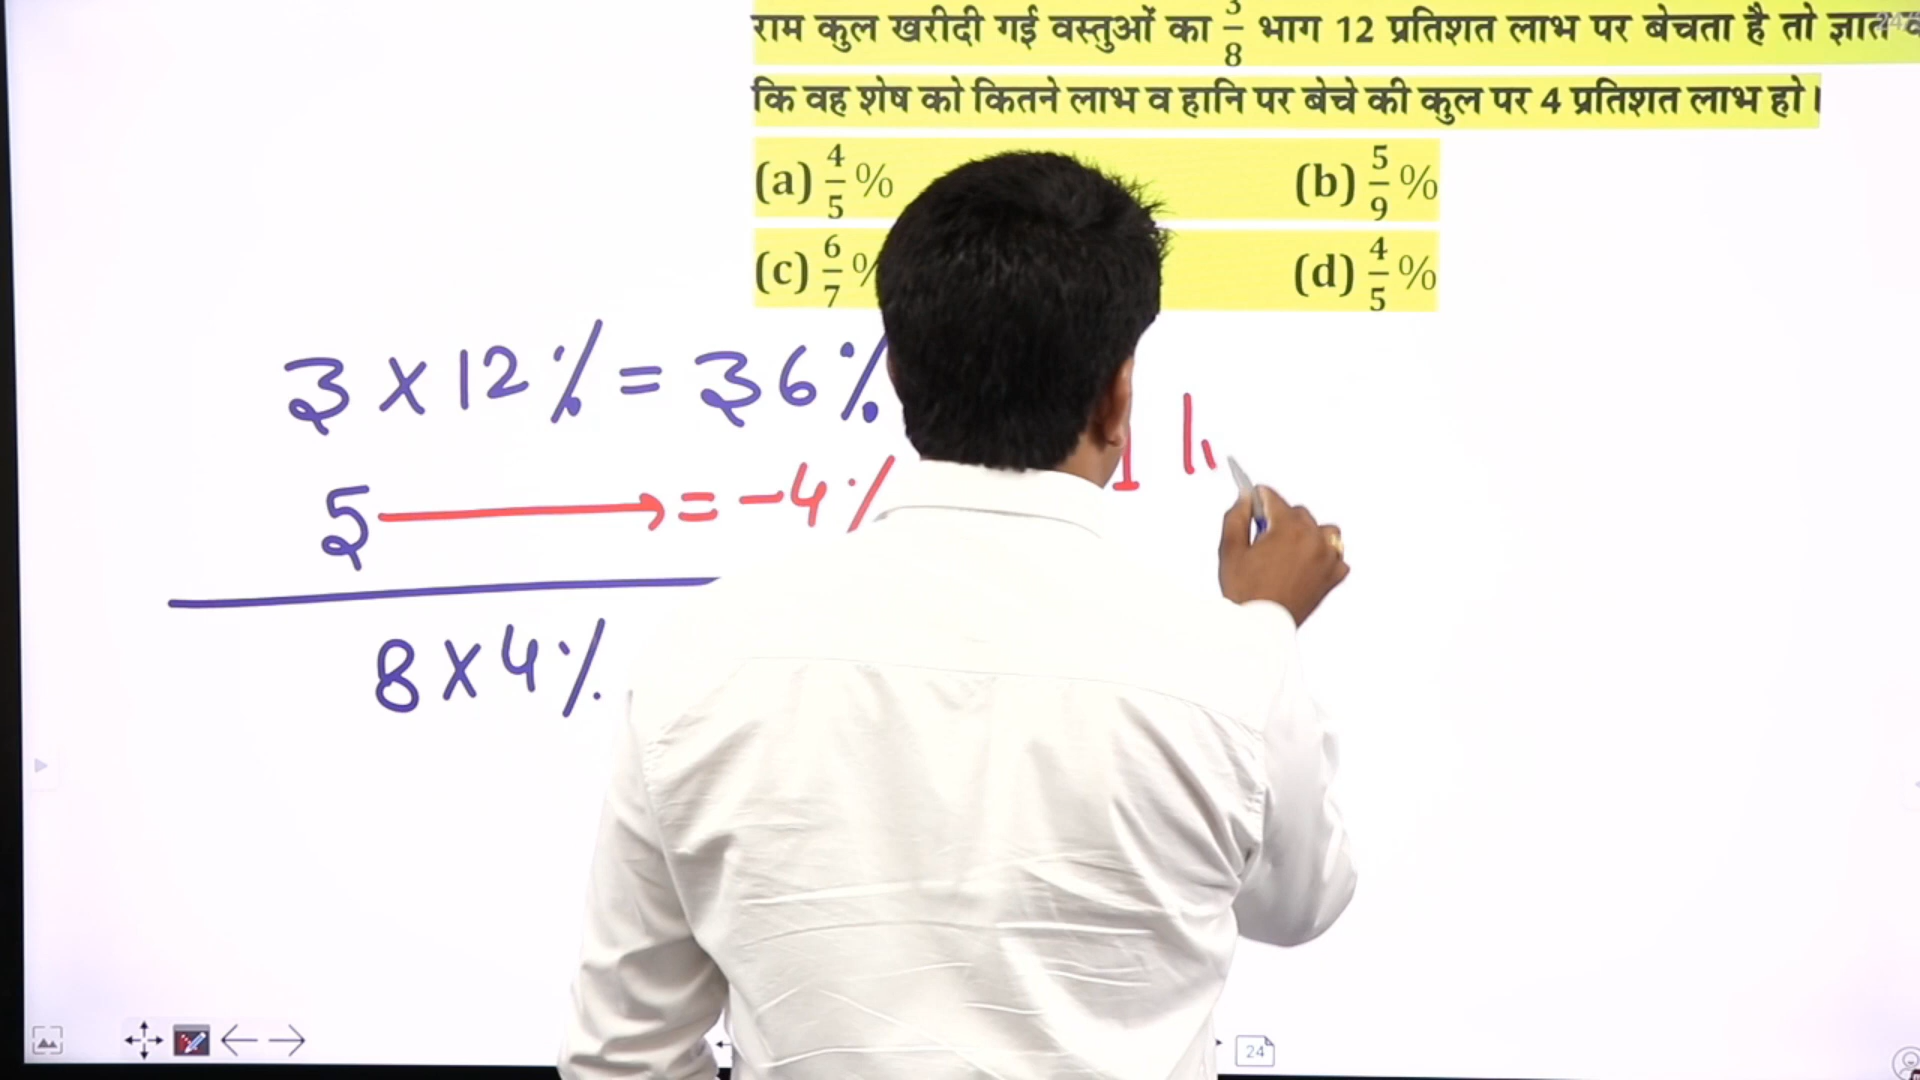 राम कुल खरीदी गई वस्तुओं का 3/8 भाग 12 प्रतिशत लाभ पर बेचता है तो ज्ञात
कि वह शेष को कितने लाभ व हानि पर बेचे की कुल पर 4 प्रतिशत लाभ हो।
(a) 4/5 % (b) 5/9 %
(c) 6/7 % (d) 4/5 %
3 × 12 % = 36 %
5 = -4 %
1
8 × 4 %
24